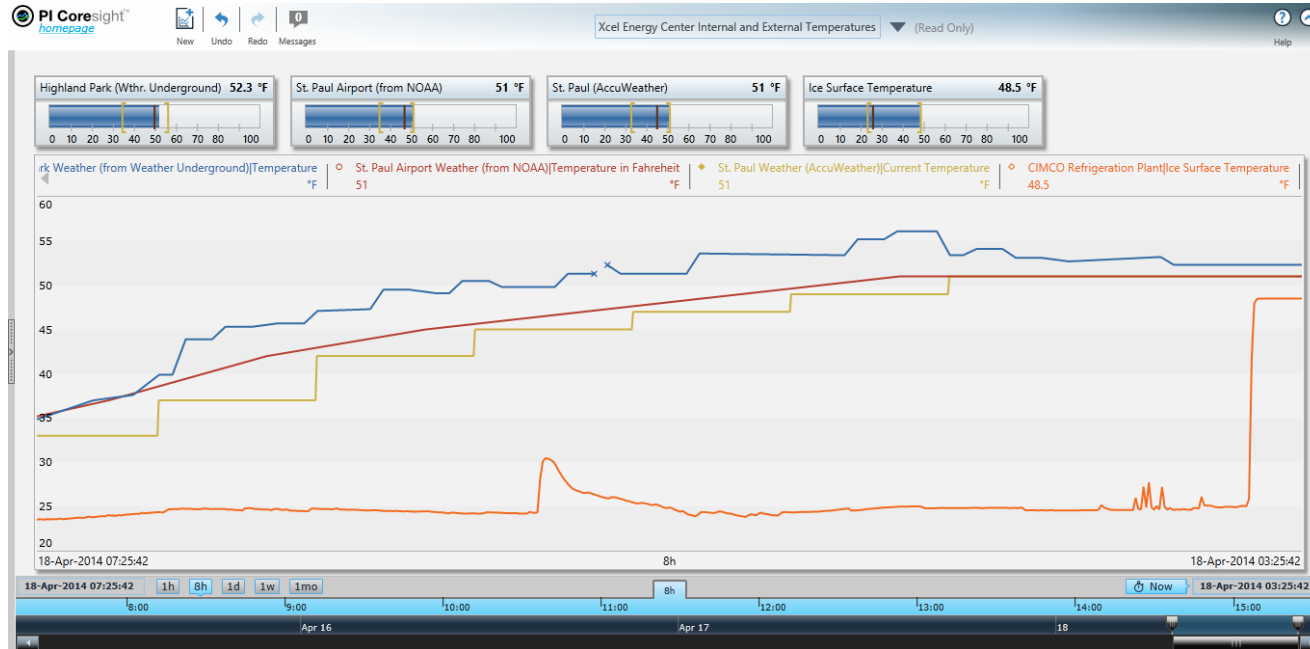 PI Coresight™
homepage
New Undo Redo 0 Messages
Xcel Energy Center Internal and External Temperatures (Read Only)
? Help
Highland Park (Wthr. Underground) 52.3 °F
0 10 20 30 40 50 60 70 80 100
St. Paul Airport (from NOAA) 51 °F
0 10 20 30 40 50 60 70 80 100
St. Paul (AccuWeather) 51 °F
0 10 20 30 40 50 60 70 80 100
Ice Surface Temperature 48.5 °F
0 10 20 30 40 50 60 70 80 100
rk Weather (from Weather Underground)|Temperature
°F
St. Paul Airport Weather (from NOAA)|Temperature in Fahreheit
51 °F
St. Paul Weather (AccuWeather)|Current Temperature
51 °F
CIMCO Refrigeration Plant|Ice Surface Temperature
48.5 °F
60
55
50
45
40
35
30
25
20
18-Apr-2014 07:25:42 8h 18-Apr-2014 03:25:42
18-Apr-2014 07:25:42 1h 8h 1d 1w 1mo 8h Now 18-Apr-2014 03:25:42
8:00 9:00 10:00 11:00 12:00 13:00 14:00 15:00
Apr 16 Apr 17 18